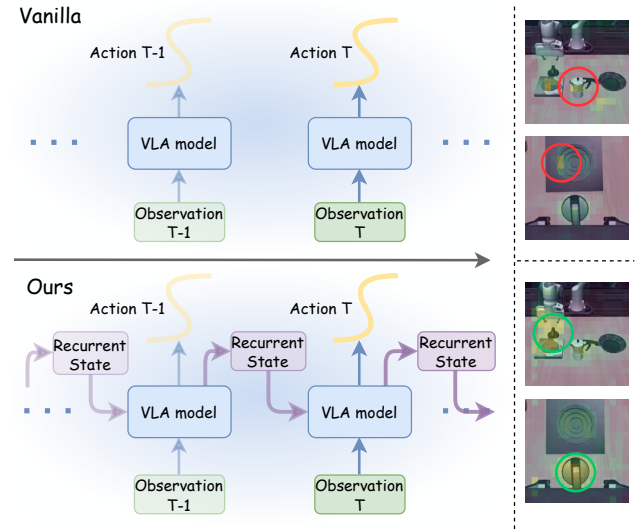 Vanilla
Action T-1
Action T
VLA model
VLA model
Observation
T-1
Observation
T
Ours
Action T-1
Action T
Recurrent
State
Recurrent
State
Recurrent
State
VLA model
VLA model
Observation
T-1
Observation
T